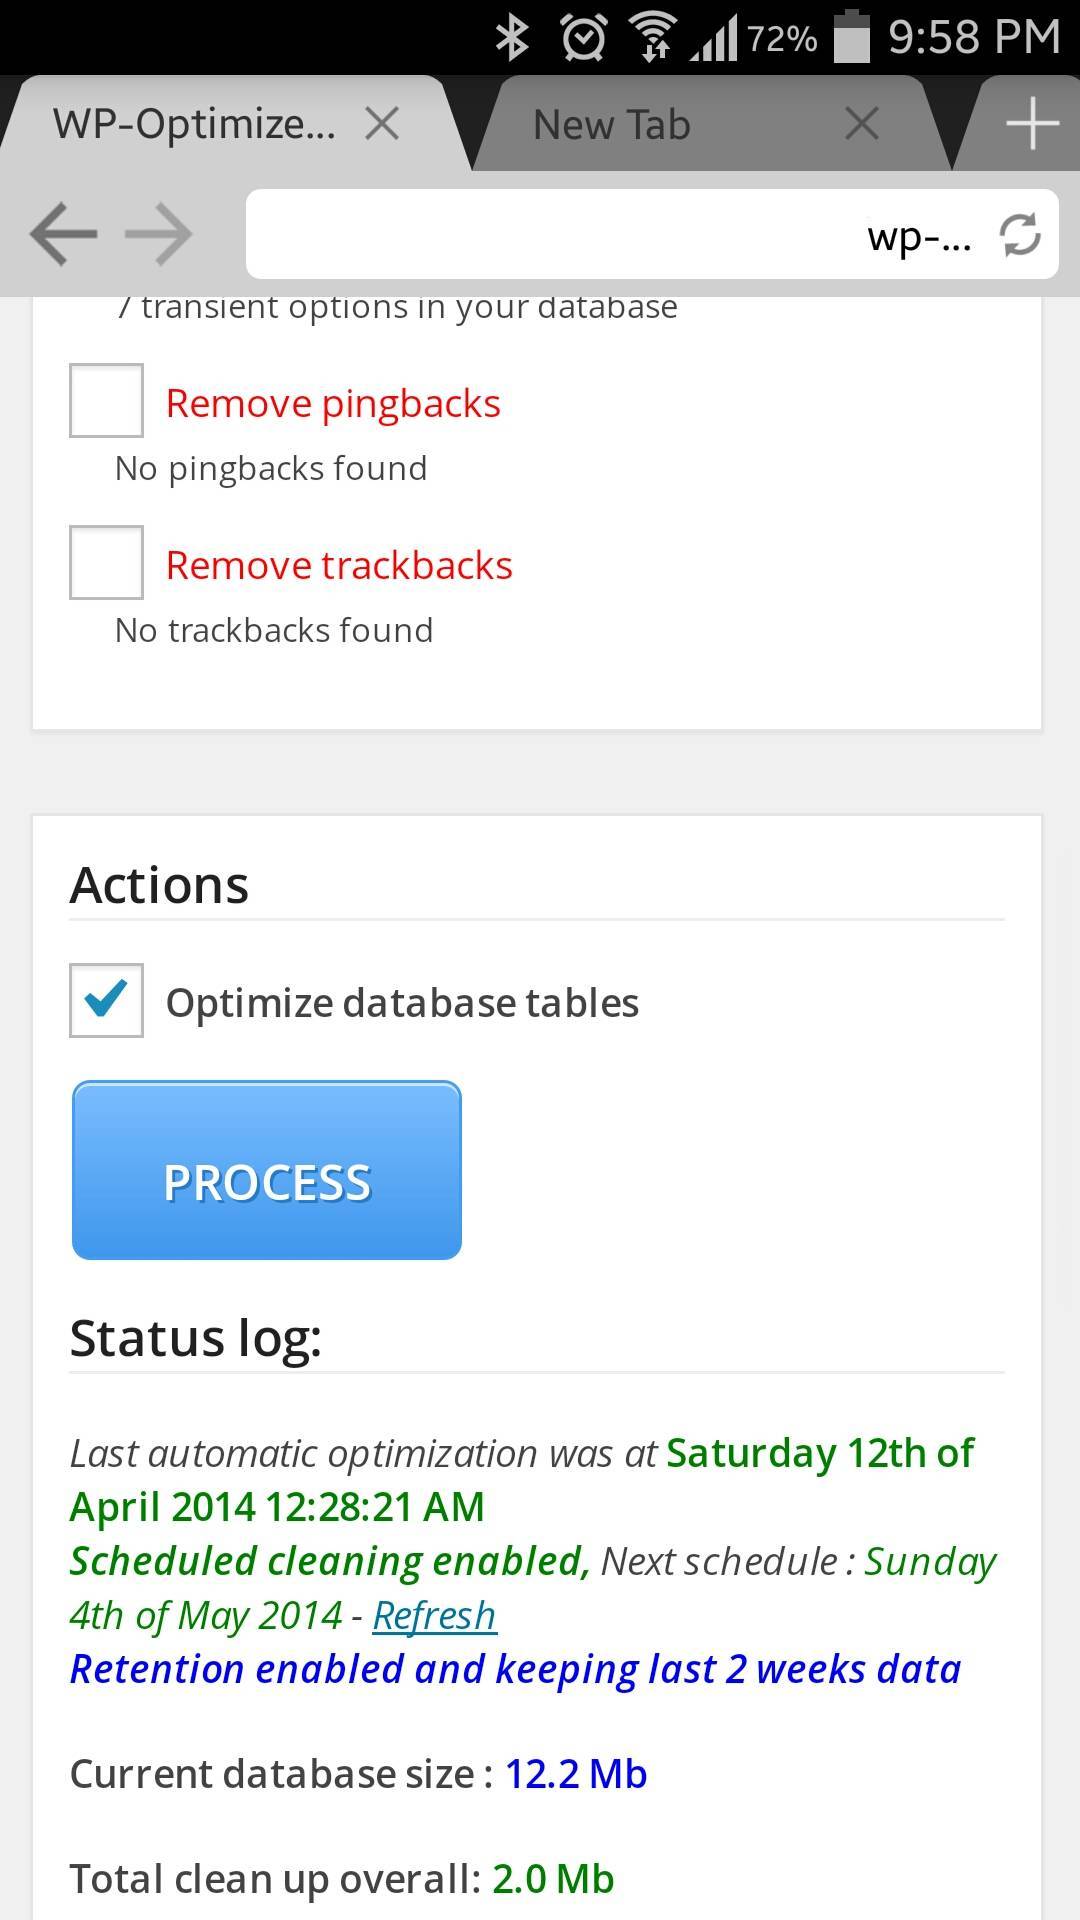 72% 9:58 PM
WP-Optimize... New Tab
wp-...
7 transient options in your database
Remove pingbacks
No pingbacks found
Remove trackbacks
No trackbacks found
Actions
Optimize database tables
PROCESS
Status log:
Last automatic optimization was at Saturday 12th of
April 2014 12:28:21 AM
Scheduled cleaning enabled, Next schedule : Sunday
4th of May 2014 - Refresh
Retention enabled and keeping last 2 weeks data
Current database size : 12.2 Mb
Total clean up overall: 2.0 Mb